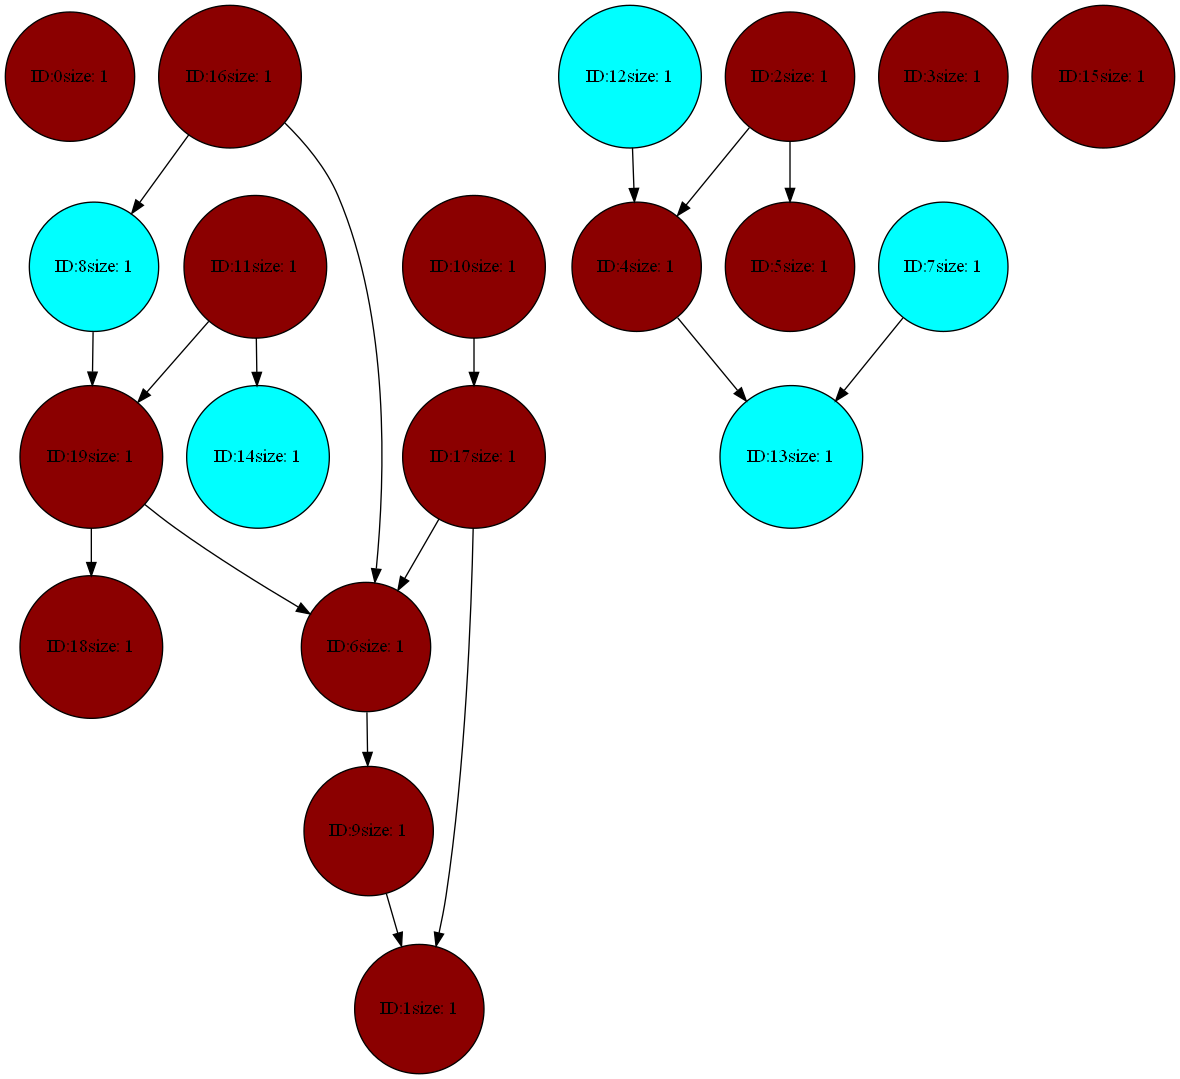 ID:0size: 1
ID:16size: 1
ID:12size: 1
ID:2size: 1
ID:3size: 1
ID:15size: 1
ID:8size: 1
ID:11size: 1
ID:10size: 1
ID:4size: 1
ID:5size: 1
ID:7size: 1
ID:19size: 1
ID:14size: 1
ID:17size: 1
ID:13size: 1
ID:18size: 1
ID:6size: 1
ID:9size: 1
ID:1size: 1